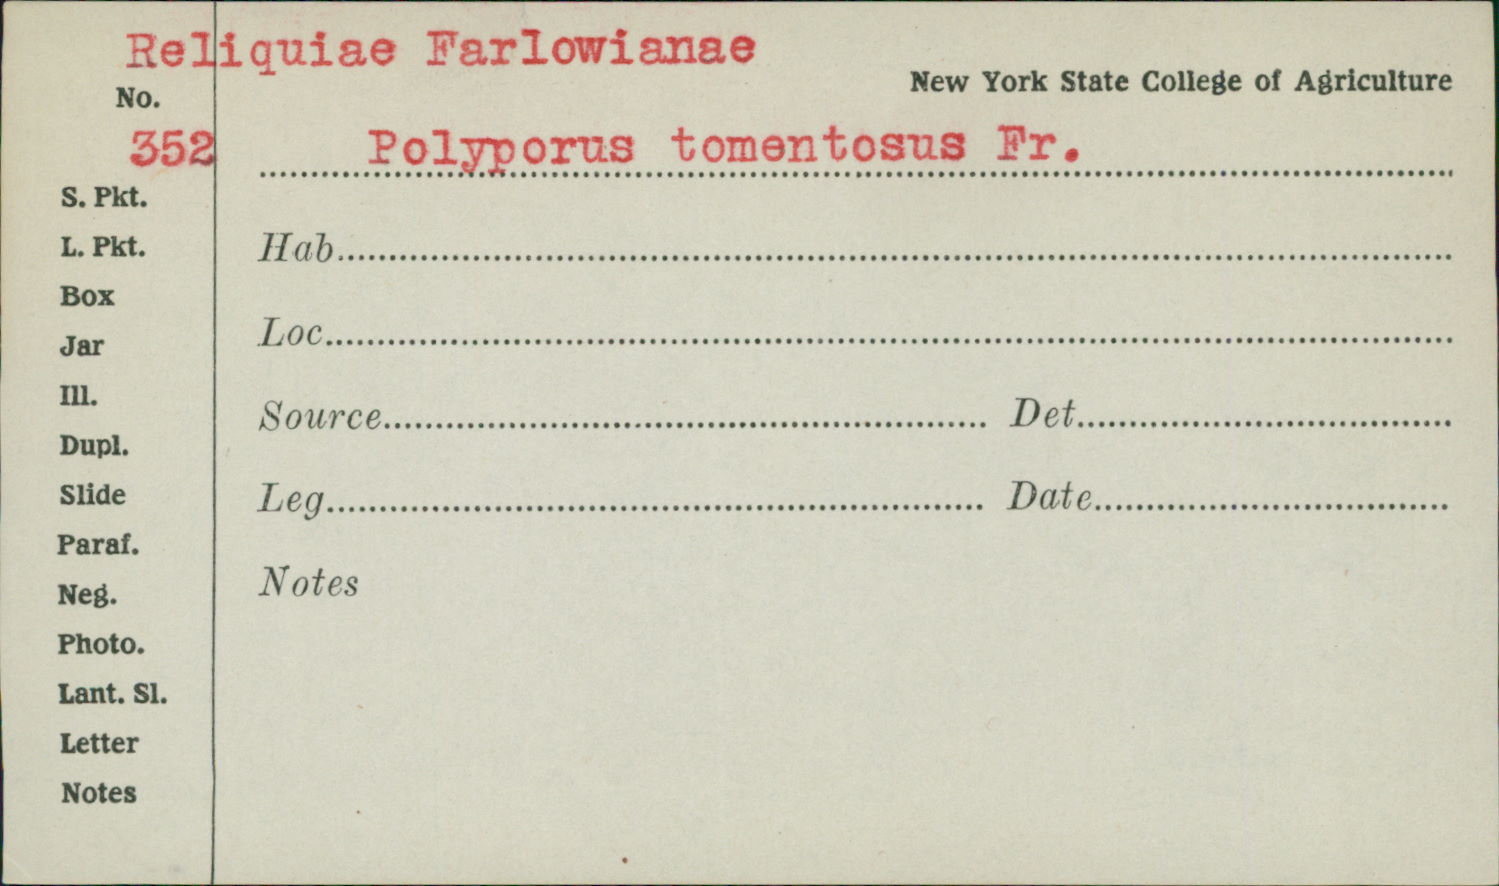 Reliquiae Farlowianae
New York State College of Agriculture
No.
352
Polyporus tomentosus Fr.
S. Pkt.
L. Pkt.
Box
Jar
Ill.
Dupl.
Slide
Paraf.
Neg.
Photo.
Lant. Sl.
Letter
Notes
Hab.
Loc.
Source Det.
Leg. Date
Notes